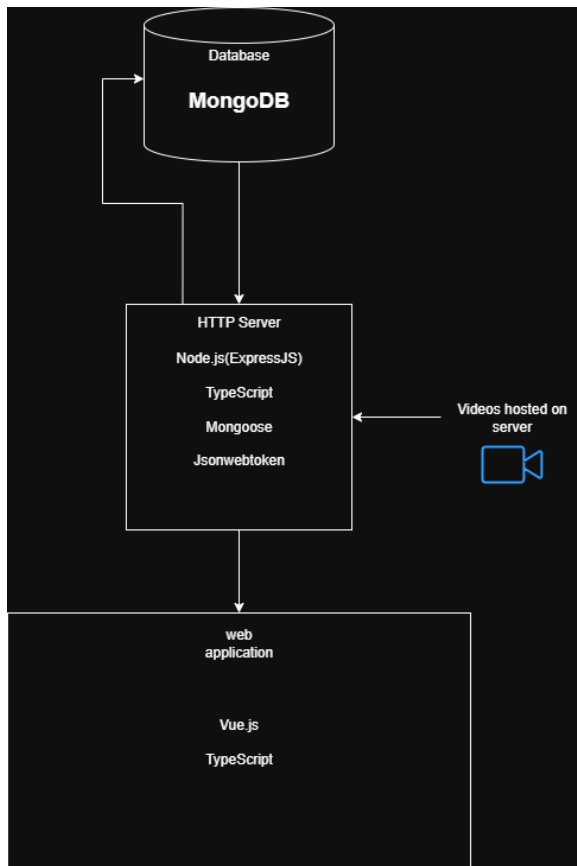 Database
MongoDB
HTTP Server
Node.js(ExpressJS)
TypeScript
Mongoose
Jsonwebtoken
Videos hosted on
server
web
application
Vue.js
TypeScript